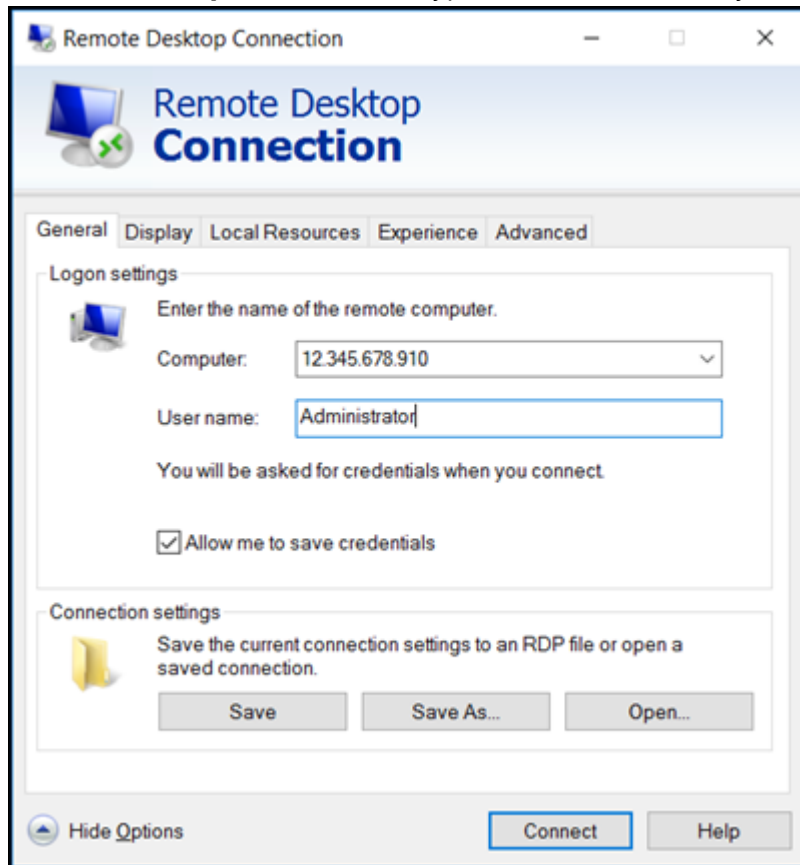 Remote Desktop Connection
Remote Desktop
Connection
General Display Local Resources Experience Advanced
Logon settings
Enter the name of the remote computer.
Computer: 12.345.678.910
User name: Administrator
You will be asked for credentials when you connect.
Allow me to save credentials
Connection settings
Save the current connection settings to an RDP file or open a
saved connection.
Save Save As... Open...
Hide Options Connect Help